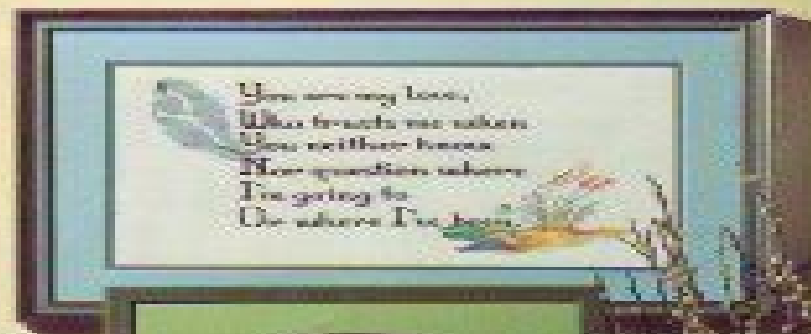 You are my love,
Who trusts me when
You neither know
Nor question where
I'm going to
Or where I've been.